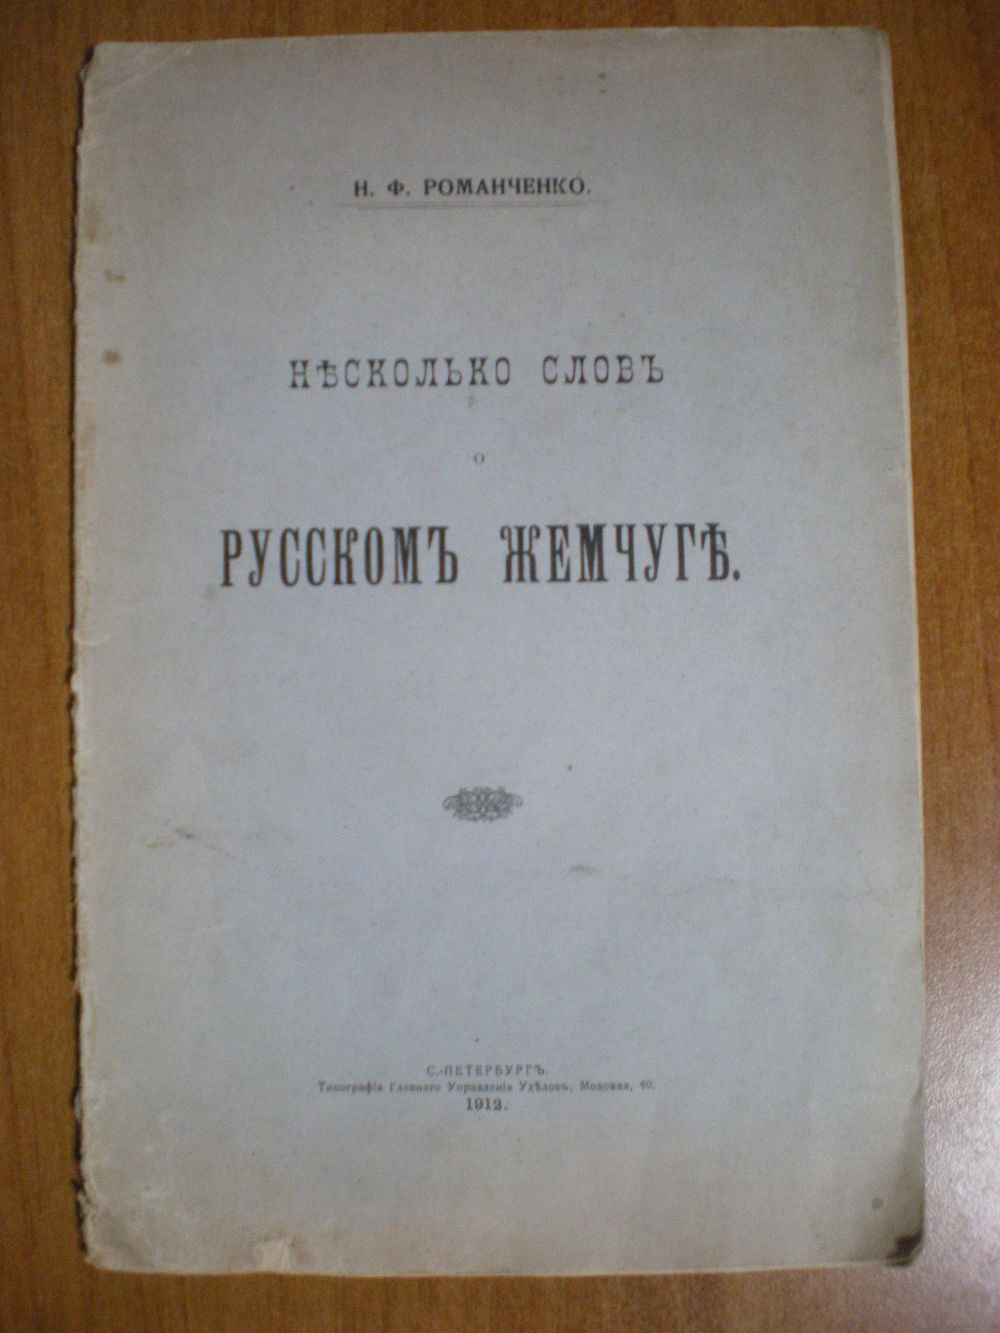 Н. Ф. РОМАНЧЕНКО.
НѢСКОЛЬКО СЛОВЪ
О
РУССКОМЪ ЖЕМЧУГѢ.
С.-ПЕТЕРБУРГЪ.
Типографія Главнаго Управленія Удѣловъ, Моховая, 40.
1912.